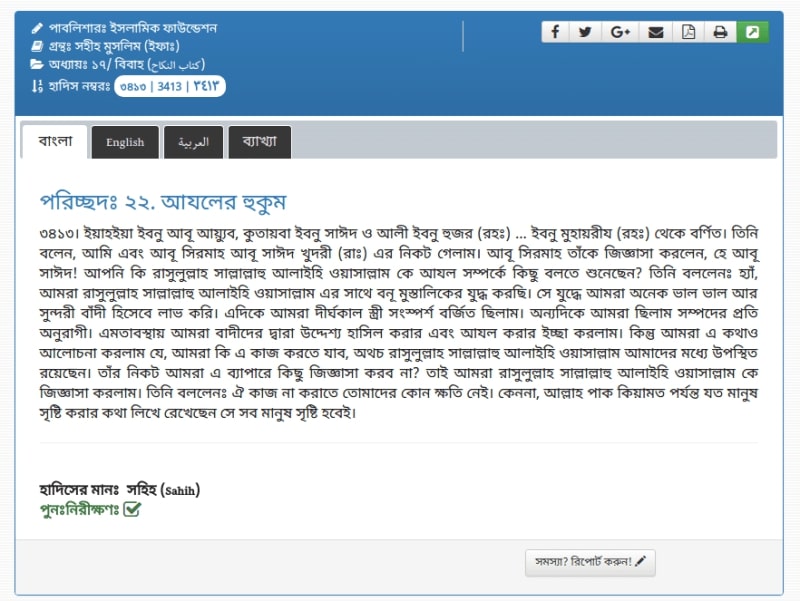 পাবলিশারঃ ইসলামিক ফাউন্ডেশন
গ্রন্থঃ সহীহ মুসলিম (ইফাঃ)
অধ্যায়ঃ ১৭/ বিবাহ (كتاب النكاح)
হাদিস নম্বরঃ ৩৪১৩ | 3413 | ٣٤۱۳
বাংলা English العربية ব্যাখ্যা
পরিচ্ছদঃ ২২. আযলের হুকুম
৩৪১৩। ইয়াহইয়া ইবনু আবূ আয়্যুব, কুতায়বা ইবনু সাঈদ ও আলী ইবনু হুজর (রহঃ) ... ইবনু মুহায়রীয (রহঃ) থেকে বর্ণিত। তিনি
বলেন, আমি এবং আবূ সিরমাহ আবূ সাঈদ খুদরী (রাঃ) এর নিকট গেলাম। আবূ সিরমাহ তাঁকে জিজ্ঞাসা করলেন, হে আবূ
সাঈদ! আপনি কি রাসুলুল্লাহ সাল্লাল্লাহু আলাইহি ওয়াসাল্লাম কে আযল সম্পর্কে কিছু বলতে শুনেছেন? তিনি বললেনঃ হ্যাঁ,
আমরা রাসুলুল্লাহ সাল্লাল্লাহু আলাইহি ওয়াসাল্লাম এর সাথে বনূ মুস্তালিকের যুদ্ধ করছি। সে যুদ্ধে আমরা অনেক ভাল ভাল আর
সুন্দরী বাঁদী হিসেবে লাভ করি। এদিকে আমরা দীর্ঘকাল স্ত্রী সংস্পর্শ বর্জিত ছিলাম। অন্যদিকে আমরা ছিলাম সম্পদের প্রতি
অনুরাগী। এমতাবস্থায় আমরা বাদীদের দ্বারা উদ্দেশ্য হাসিল করার এবং আযল করার ইচ্ছা করলাম। কিন্তু আমরা এ কথাও
আলোচনা করলাম যে, আমরা কি এ কাজ করতে যাব, অথচ রাসুলুল্লাহ সাল্লাল্লাহু আলাইহি ওয়াসাল্লাম আমাদের মধ্যে উপস্থিত
রয়েছেন। তাঁর নিকট আমরা এ ব্যাপারে কিছু জিজ্ঞাসা করব না? তাই আমরা রাসুলুল্লাহ সাল্লাল্লাহু আলাইহি ওয়াসাল্লাম কে
জিজ্ঞাসা করলাম। তিনি বললেনঃ ঐ কাজ না করাতে তোমাদের কোন ক্ষতি নেই। কেননা, আল্লাহ পাক কিয়ামত পর্যন্ত যত মানুষ
সৃষ্টি করার কথা লিখে রেখেছেন সে সব মানুষ সৃষ্টি হবেই।
হাদিসের মানঃ সহিহ (Sahih)
পুনঃনিরীক্ষণঃ
সমস্যা? রিপোর্ট করুন!